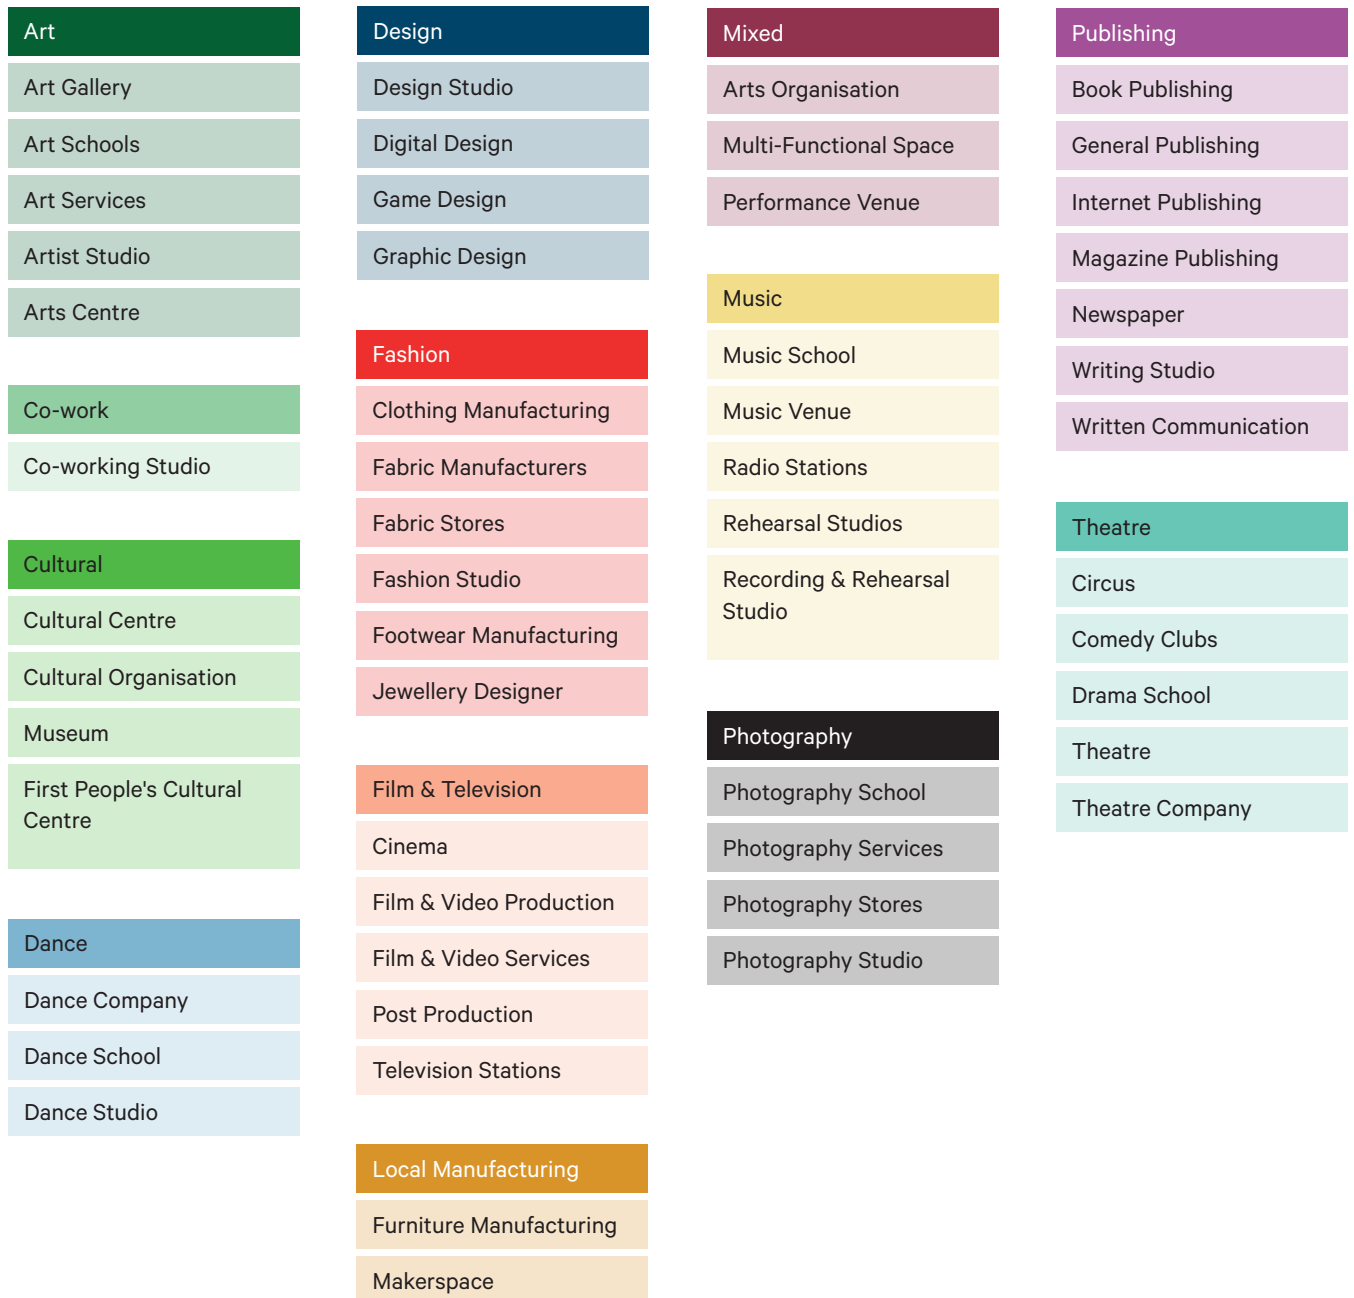 Art
Art Gallery
Art Schools
Art Services
Artist Studio
Arts Centre
Co-work
Co-working Studio
Cultural
Cultural Centre
Cultural Organisation
Museum
First People's Cultural
Centre
Dance
Dance Company
Dance School
Dance Studio
Design
Design Studio
Digital Design
Game Design
Graphic Design
Fashion
Clothing Manufacturing
Fabric Manufacturers
Fabric Stores
Fashion Studio
Footwear Manufacturing
Jewellery Designer
Film & Television
Cinema
Film & Video Production
Film & Video Services
Post Production
Television Stations
Local Manufacturing
Furniture Manufacturing
Makerspace
Mixed
Arts Organisation
Multi-Functional Space
Performance Venue
Music
Music School
Music Venue
Radio Stations
Rehearsal Studios
Recording & Rehearsal
Studio
Photography
Photography School
Photography Services
Photography Stores
Photography Studio
Publishing
Book Publishing
General Publishing
Internet Publishing
Magazine Publishing
Newspaper
Writing Studio
Written Communication
Theatre
Circus
Comedy Clubs
Drama School
Theatre
Theatre Company